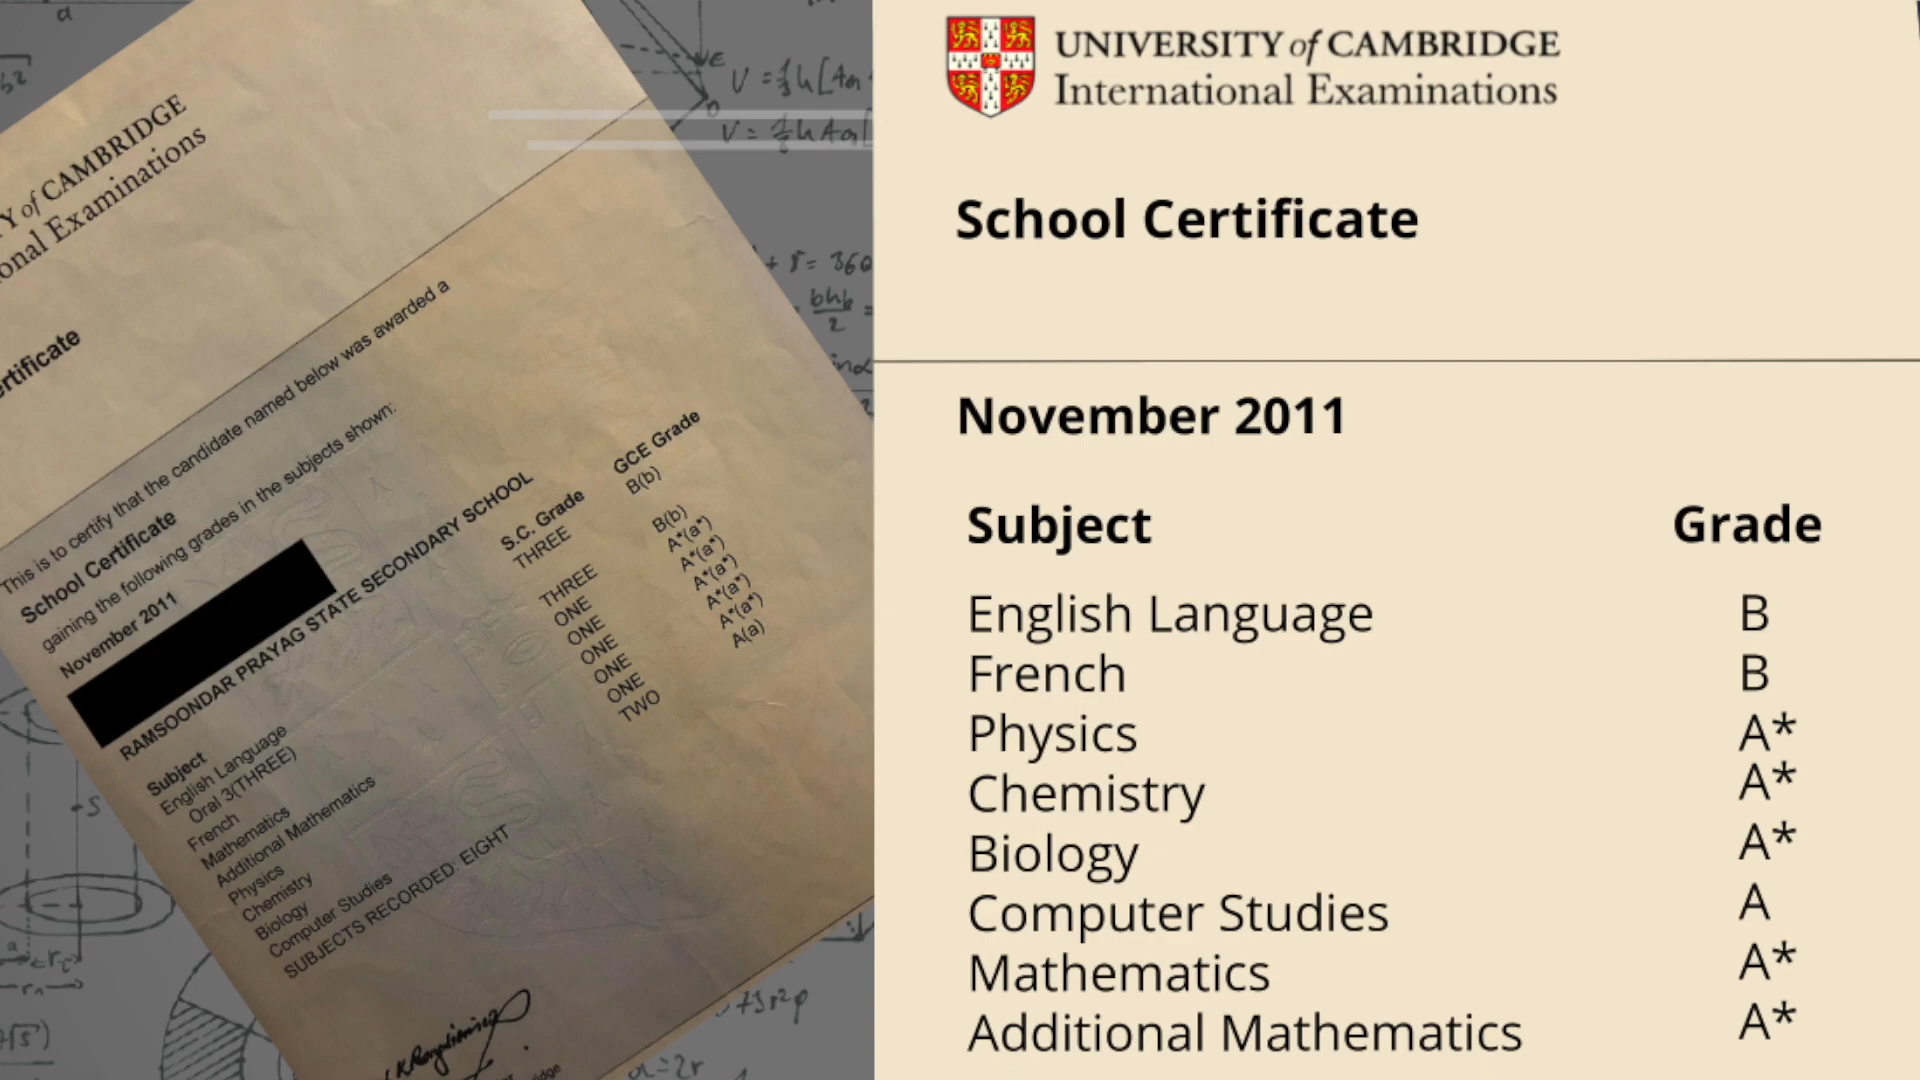 Y of CAMBRIDGE
onal Examinations
ertificate
This is to certify that the candidate named below was awarded a
School Certificate
gaining the following grades in the subjects shown:
November 2011
RAMSOONDAR PRAYAG STATE SECONDARY SCHOOL
Subject S.C. Grade GCE Grade
English Language THREE B(b)
Oral 3(THREE)
French THREE B(b)
Mathematics ONE A*(a*)
Additional Mathematics ONE A*(a*)
Physics ONE A*(a*)
Chemistry ONE A*(a*)
Biology ONE A*(a*)
Computer Studies TWO A(a)
SUBJECTS RECORDED: EIGHT
UNIVERSITY of CAMBRIDGE
International Examinations
School Certificate
November 2011
Subject Grade
English Language B
French B
Physics A*
Chemistry A*
Biology A*
Computer Studies A
Mathematics A*
Additional Mathematics A*